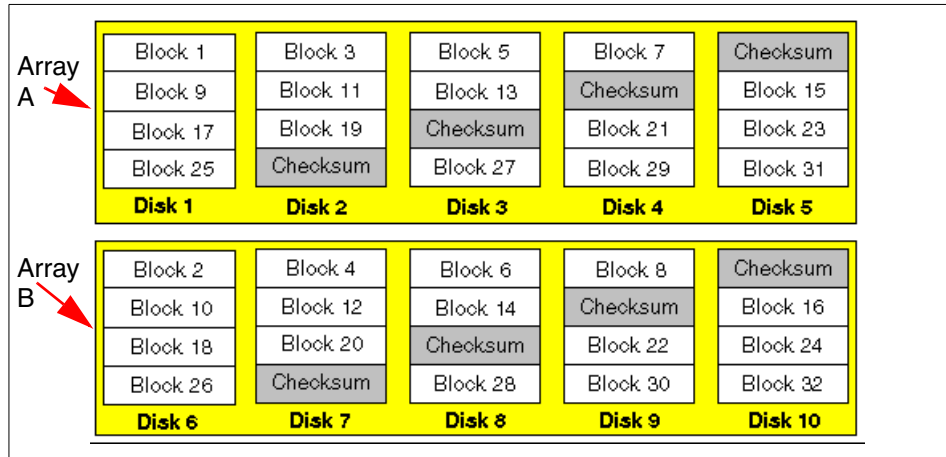 Array A
Block 1 Block 3 Block 5 Block 7 Checksum
Block 9 Block 11 Block 13 Checksum Block 15
Block 17 Block 19 Checksum Block 21 Block 23
Block 25 Checksum Block 27 Block 29 Block 31
Disk 1 Disk 2 Disk 3 Disk 4 Disk 5
Array B
Block 2 Block 4 Block 6 Block 8 Checksum
Block 10 Block 12 Block 14 Checksum Block 16
Block 18 Block 20 Checksum Block 22 Block 24
Block 26 Checksum Block 28 Block 30 Block 32
Disk 6 Disk 7 Disk 8 Disk 9 Disk 10